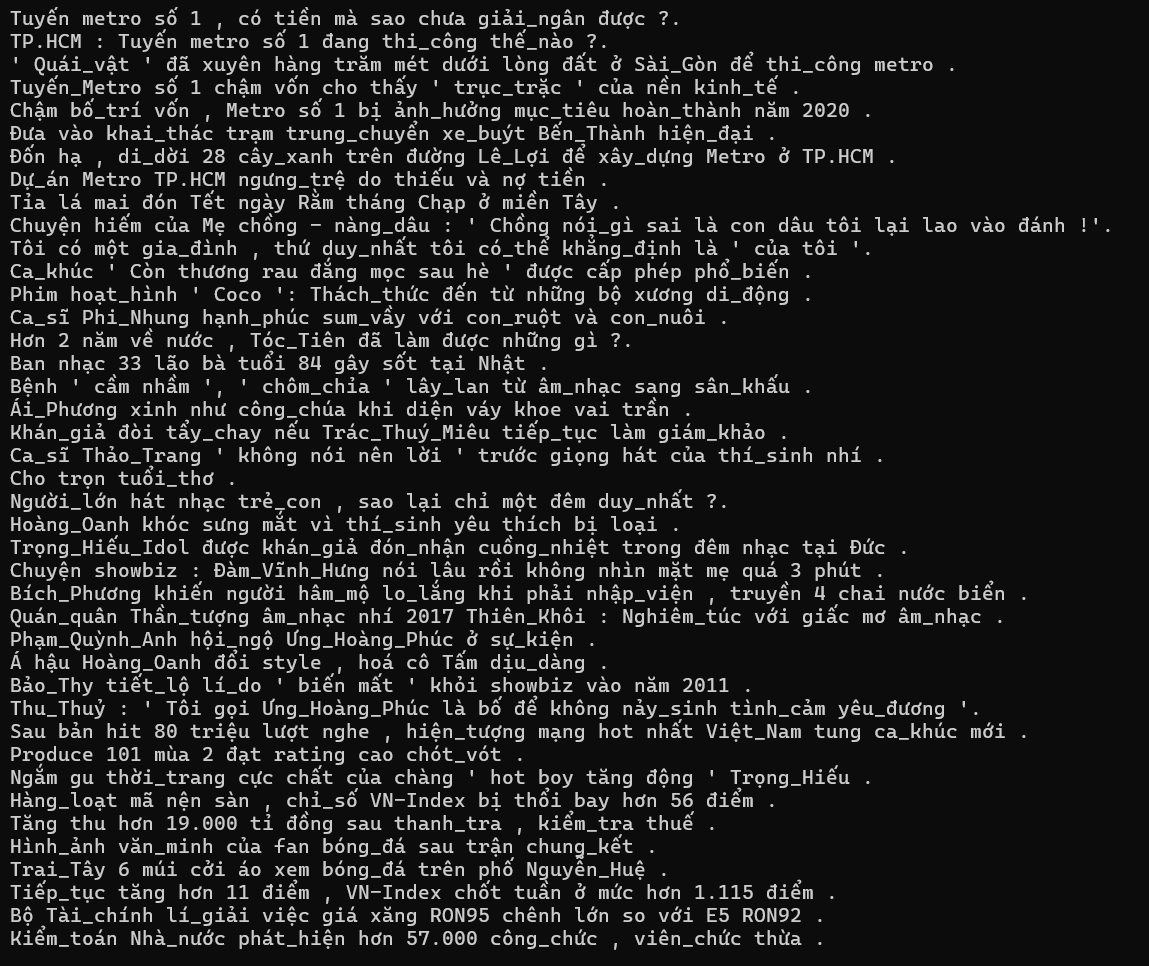 Tuyến metro số 1 , có tiền mà sao chưa giải_ngân được ?.
TP.HCM : Tuyến metro số 1 đang thi_công thế_nào ?.
' Quái_vật ' đã xuyên hàng trăm mét dưới lòng đất ở Sài_Gòn để thi_công metro .
Tuyến_Metro số 1 chậm vốn cho thấy ' trục_trặc ' của nền kinh_tế .
Chậm bố_trí vốn , Metro số 1 bị ảnh_hưởng mục_tiêu hoàn_thành năm 2020 .
Đưa vào khai_thác trạm trung_chuyển xe_buýt Bến_Thành hiện_đại .
Đốn hạ , di_dời 28 cây_xanh trên đường Lê_Lợi để xây_dựng Metro ở TP.HCM .
Dự_án Metro TP.HCM ngưng_trệ do thiếu và nợ tiền .
Tỉa lá mai đón Tết ngày Rằm tháng Chạp ở miền Tây .
Chuyện hiếm của Mẹ chồng - nàng_dâu : ' Chồng nói_gì sai là con dâu tôi lại lao vào đánh !'.
Tôi có một gia_đình , thứ duy_nhất tôi có_thể khẳng_định là ' của tôi '.
Ca_khúc ' Còn thương rau đắng mọc sau hè ' được cấp phép phổ_biến .
Phim hoạt_hình ' Coco ': Thách_thức đến từ những bộ xương di_động .
Ca_sĩ Phi_Nhung hạnh_phúc sum_vầy với con_ruột và con_nuôi .
Hơn 2 năm về nước , Tóc_Tiên đã làm được những gì ?.
Ban nhạc 33 lão bà tuổi 84 gây sốt tại Nhật .
Bệnh ' cầm nhầm ', ' chôm_chỉa ' lây_lan từ âm_nhạc sang sân_khấu .
Ái_Phương xinh như công_chúa khi diện váy khoe vai trần .
Khán_giả đòi tẩy_chay nếu Trác_Thuý_Miêu tiếp_tục làm giám_khảo .
Ca_sĩ Thảo_Trang ' không nói nên lời ' trước giọng hát của thí_sinh nhí .
Cho trọn tuổi_thơ .
Người_lớn hát nhạc trẻ_con , sao lại chỉ một đêm duy_nhất ?.
Hoàng_Oanh khóc sưng mắt vì thí_sinh yêu thích bị loại .
Trọng_Hiếu_Idol được khán_giả đón_nhận cuồng_nhiệt trong đêm nhạc tại Đức .
Chuyện showbiz : Đàm_Vĩnh_Hưng nói lâu rồi không nhìn mặt mẹ quá 3 phút .
Bích_Phương khiến người hâm_mộ lo_lắng khi phải nhập_viện , truyền 4 chai nước biển .
Quán_quân Thần_tượng âm_nhạc nhí 2017 Thiên_Khôi : Nghiêm_túc với giấc mơ âm_nhạc .
Phạm_Quỳnh_Anh hội_ngộ Ưng_Hoàng_Phúc ở sự_kiện .
Á hậu Hoàng_Oanh đổi style , hoá cô Tấm dịu_dàng .
Bảo_Thy tiết_lộ lí_do ' biến mất ' khỏi showbiz vào năm 2011 .
Thu_Thuỷ : ' Tôi gọi Ưng_Hoàng_Phúc là bố để không nảy_sinh tình_cảm yêu_đương '.
Sau bản hit 80 triệu lượt nghe , hiện_tượng mạng hot nhất Việt_Nam tung ca_khúc mới .
Produce 101 mùa 2 đạt rating cao chót_vót .
Ngắm gu thời_trang cực chất của chàng ' hot boy tăng động ' Trọng_Hiếu .
Hàng_loạt mã nện sàn , chỉ_số VN-Index bị thổi bay hơn 56 điểm .
Tăng thu hơn 19.000 tỉ đồng sau thanh_tra , kiểm_tra thuế .
Hình_ảnh văn_minh của fan bóng_đá sau trận chung_kết .
Trai_Tây 6 múi cởi áo xem bóng_đá trên phố Nguyễn_Huệ .
Tiếp_tục tăng hơn 11 điểm , VN-Index chốt tuần ở mức hơn 1.115 điểm .
Bộ Tài_chính lí_giải việc giá xăng RON95 chênh lớn so với E5 RON92 .
Kiểm_toán Nhà_nước phát_hiện hơn 57.000 công_chức , viên_chức thừa .